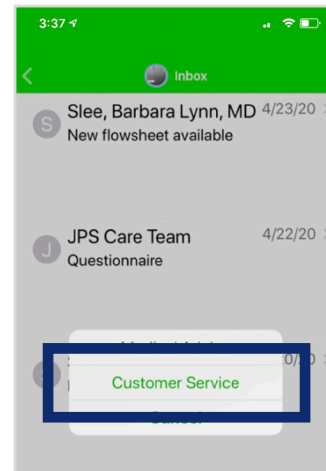 3:37
Inbox
S
Slee, Barbara Lynn, MD 4/23/20
New flowsheet available
J
JPS Care Team 4/22/20
Questionnaire
Customer Service
Cancel